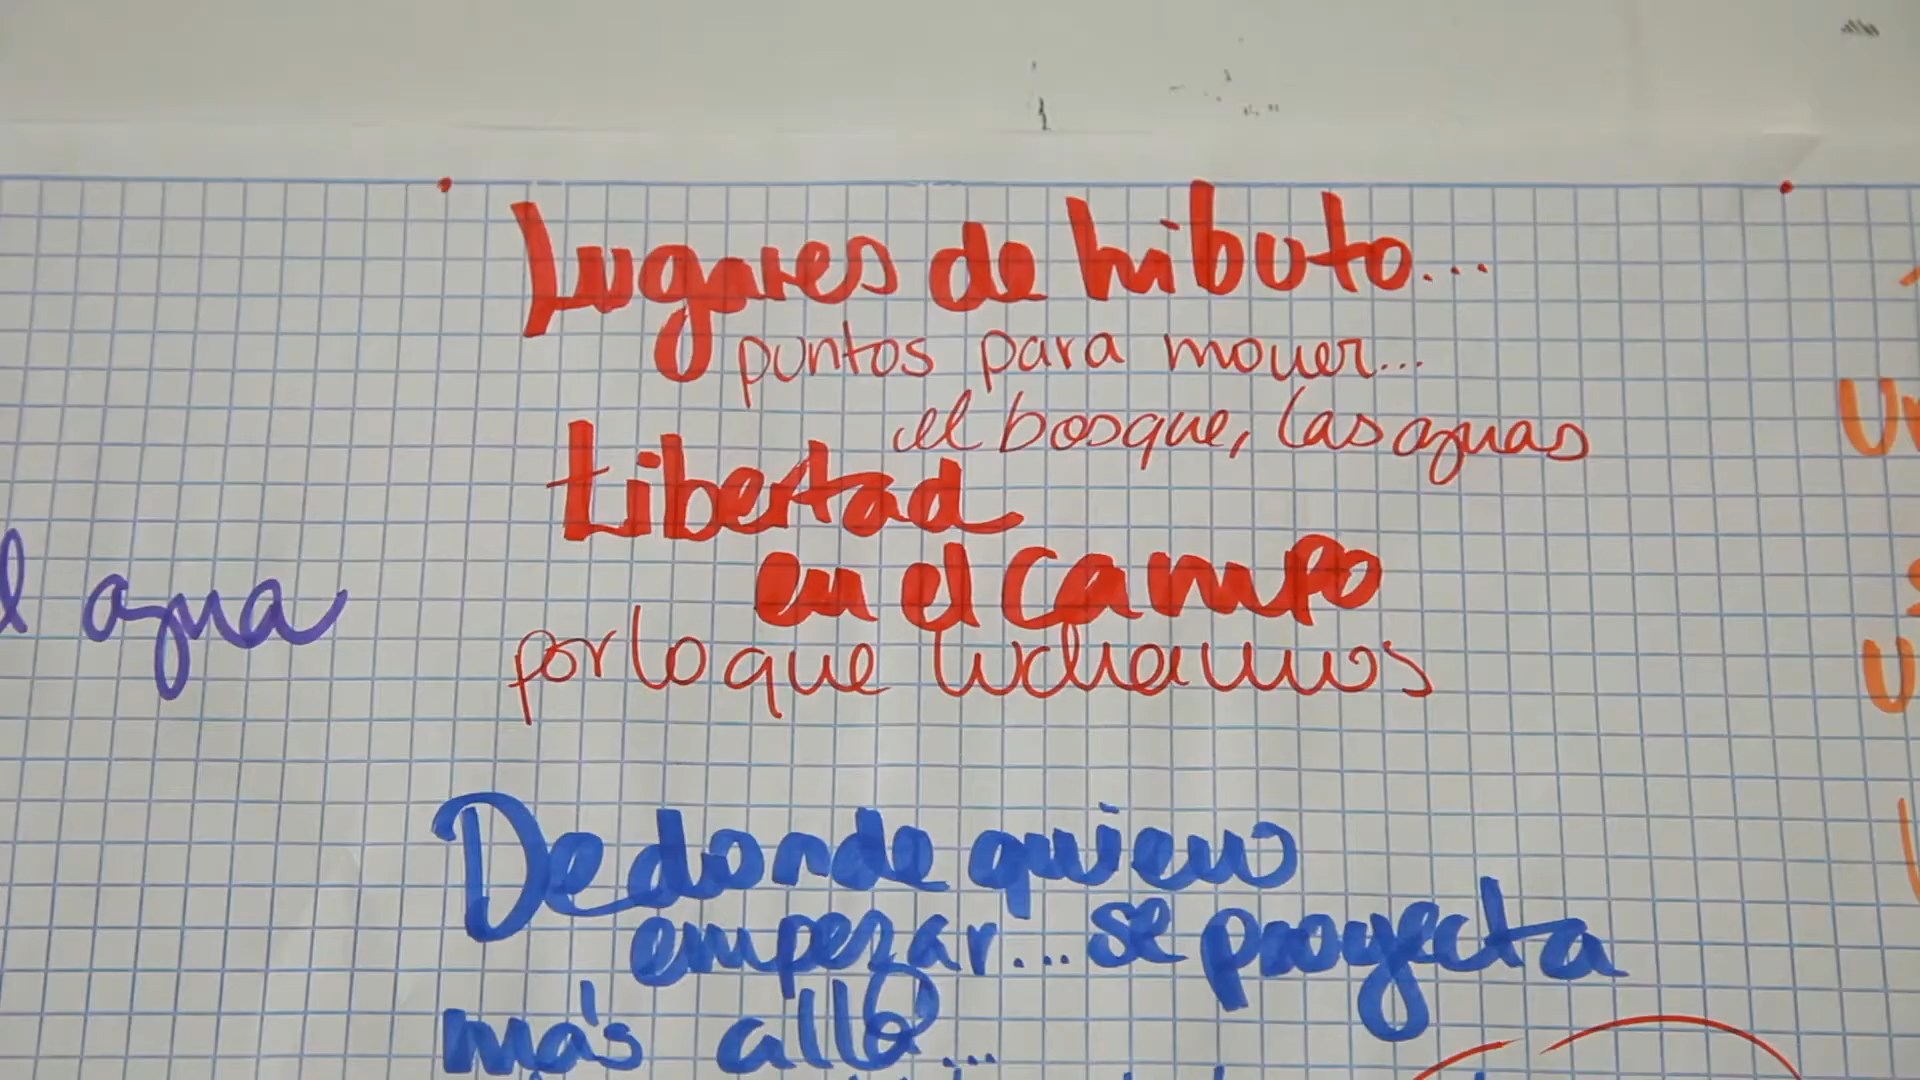 Lugares de tributo...
puntos para mover...
el bosque, las aguas
Libertad
en el campo
por lo que luchamos
agua
De donde quiero
empezar... se proyecta
más allá...